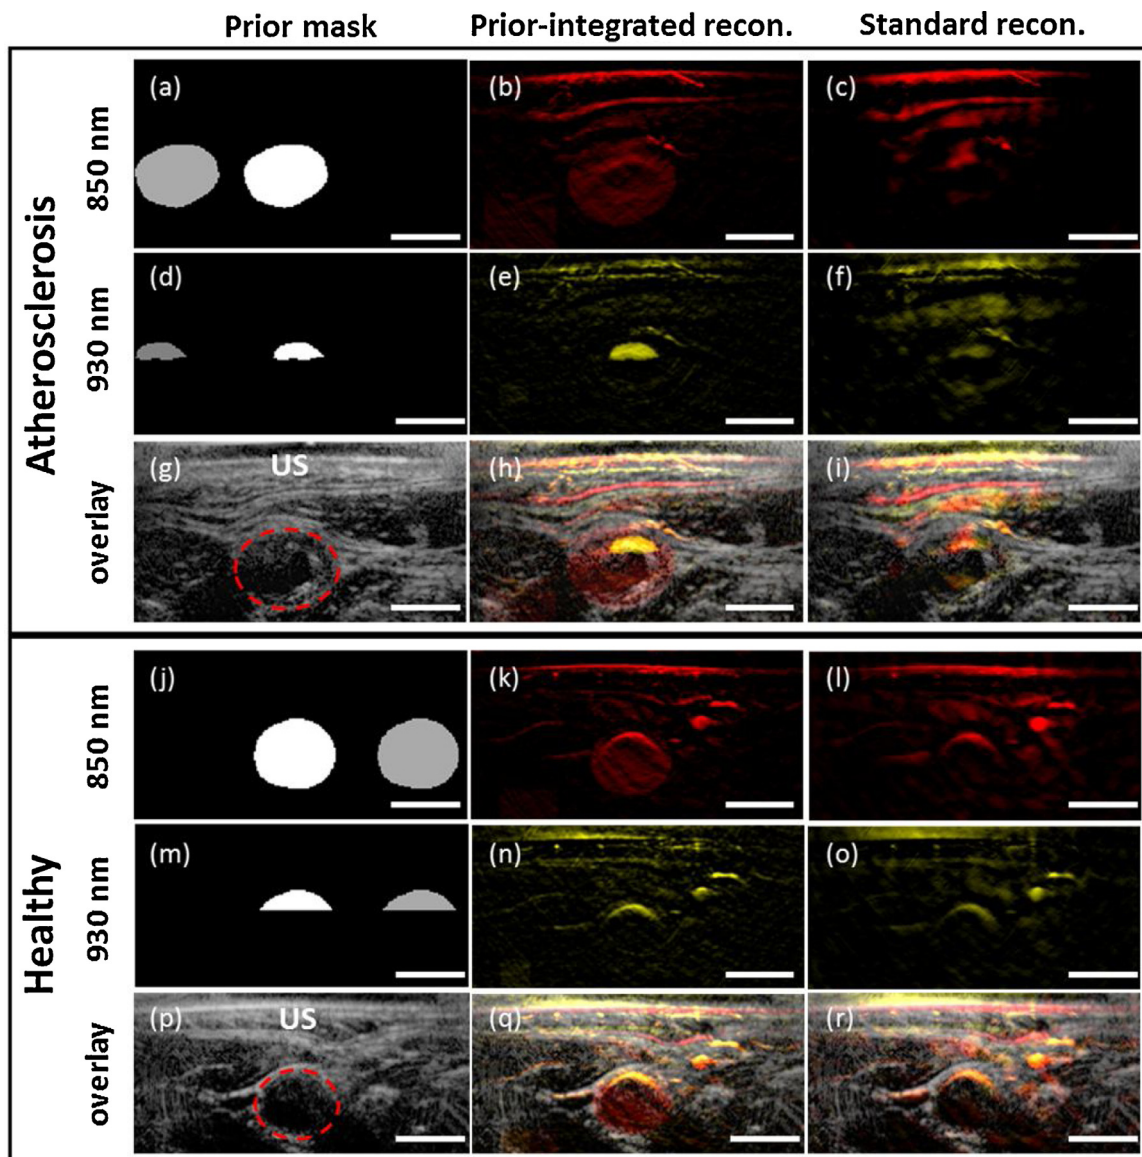 Prior mask Prior-integrated recon. Standard recon.
Atherosclerosis
850 nm
(a) (b) (c)
930 nm
(d) (e) (f)
overlay
(g) US (h) (i)
Healthy
850 nm
(j) (k) (l)
930 nm
(m) (n) (o)
overlay
(p) US (q) (r)